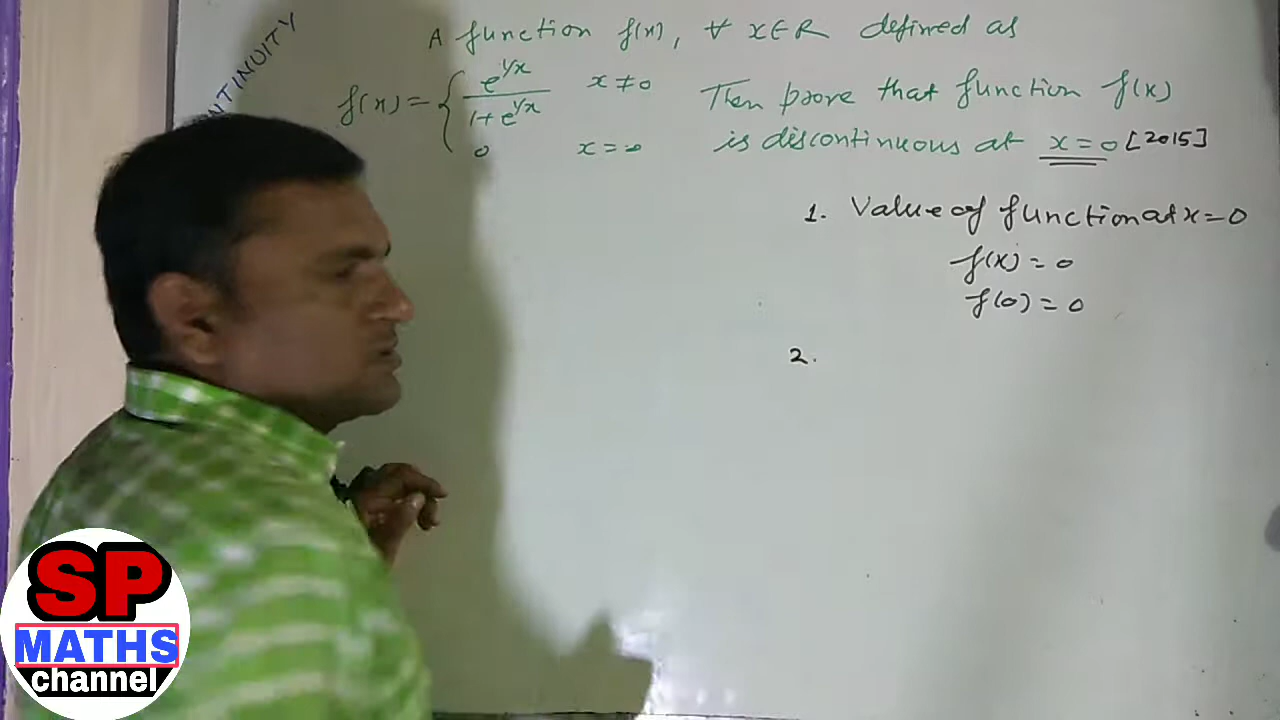 NTINUITY
A function f(x), ∀ x∈R defined as
f(x) = { e^1/x / 1+e^1/x x≠0
0 x=0
Then prove that function f(x)
is discontinuous at x=0 [2015]
1. Value of function at x=0
f(x) = 0
f(0) = 0
2.
SP
MATHS
channel